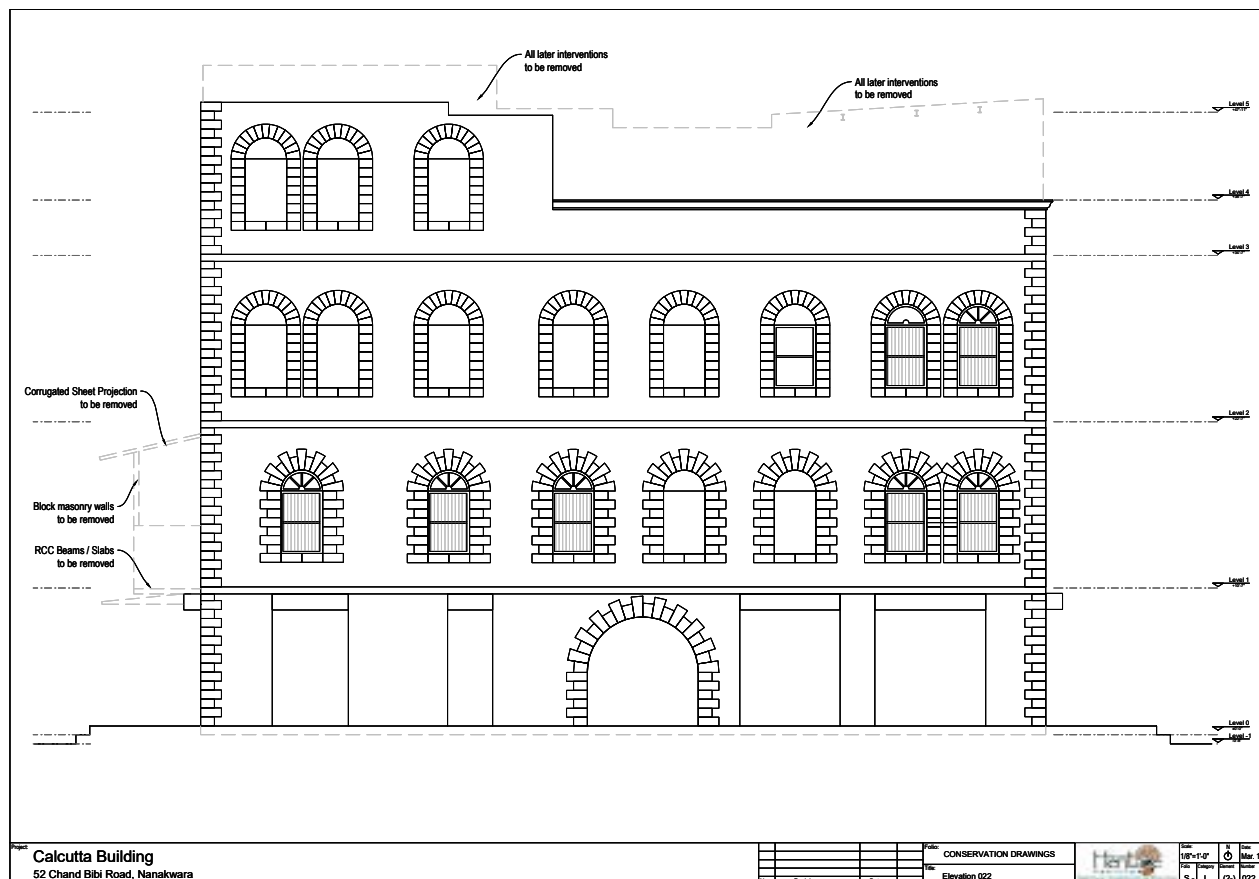 All later interventions
to be removed
All later interventions
to be removed
Level 5
Level 4
Level 3
Corrugated Sheet Projection
to be removed
Level 2
Block masonry walls
to be removed
RCC Beams / Slabs
to be removed
Level 1
Level 0
Level -1
Project:
Calcutta Building
52 Chand Bibi Road, Nanakwara
Folio:
CONSERVATION DRAWINGS
Title:
Elevation 022
Heritage
Scale:
1/8"=1'-0"
N
Date:
Mar. 1
Folio
Category
Element
Number